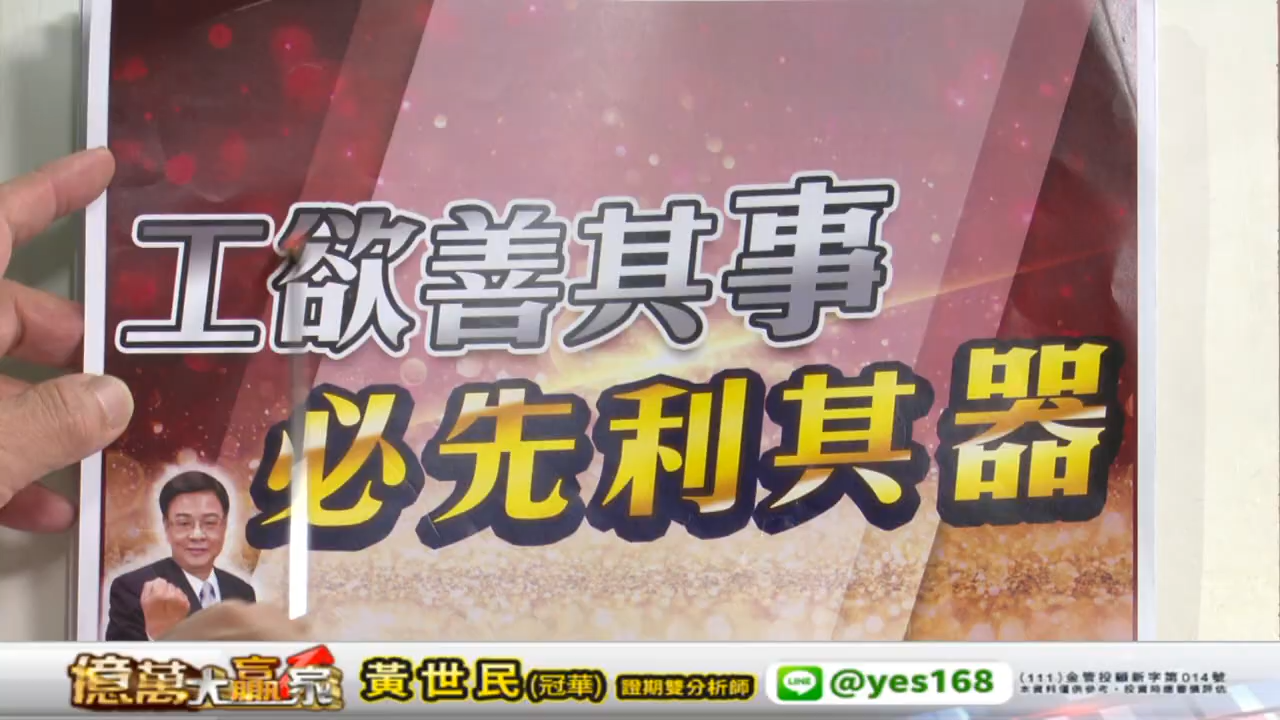 工欲善其事
必先利其器
億萬大贏家 黃世民(冠華) 證期雙分析師 LINE @yes168
(111)金管投顧新字第014號
本資料僅供參考，投資時應審慎評估